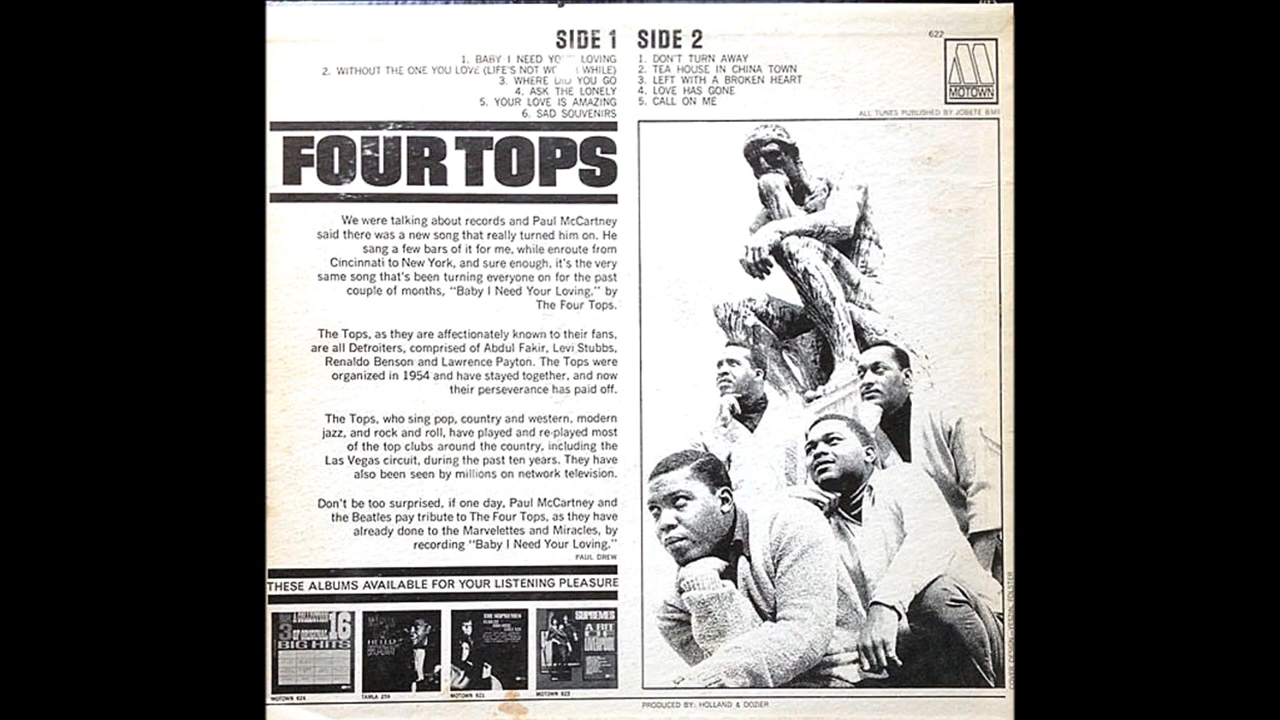 SIDE 1
1. BABY I NEED YO LOVING
2. WITHOUT THE ONE YOU LOVE (LIFE'S NOT WHILE)
3. WHERE DID YOU GO
4. ASK THE LONELY
5. YOUR LOVE IS AMAZING
6. SAD SOUVENIRS
SIDE 2
1. DON'T TURN AWAY
2. TEA HOUSE IN CHINA TOWN
3. LEFT WITH A BROKEN HEART
4. LOVE HAS GONE
5. CALL ON ME
622
MOTOWN
ALL TUNES PUBLISHED BY JOBETE BMI
FOUR TOPS
We were talking about records and Paul McCartney
said there was a new song that really turned him on. He
sang a few bars of it for me, while enroute from
Cincinnati to New York, and sure enough, it's the very
same song that's been turning everyone on for the past
couple of months, "Baby I Need Your Loving," by
The Four Tops.
The Tops, as they are affectionately known to their fans,
are all Detroiters, comprised of Abdul Fakir, Levi Stubbs,
Renaldo Benson and Lawrence Payton. The Tops were
organized in 1954 and have stayed together, and now
their perseverance has paid off.
The Tops, who sing pop, country and western, modern
jazz, and rock and roll, have played and re-played most
of the top clubs around the country, including the
Las Vegas circuit, during the past ten years. They have
also been seen by millions on network television.
Don't be too surprised, if one day, Paul McCartney and
the Beatles pay tribute to The Four Tops, as they have
already done to the Marvelettes and Miracles, by
recording "Baby I Need Your Loving."
PAUL DREW
THESE ALBUMS AVAILABLE FOR YOUR LISTENING PLEASURE
A COLLECTION
3 OF ORIGINAL 16
BIG HITS
THE SUPREMES
SUPREMES
A BIT
OF
LIVERPOOL
MOTOWN 624
TAMLA 259
MOTOWN 621
MOTOWN 623
PRODUCED BY: HOLLAND & DOZIER
COVER DESIGN